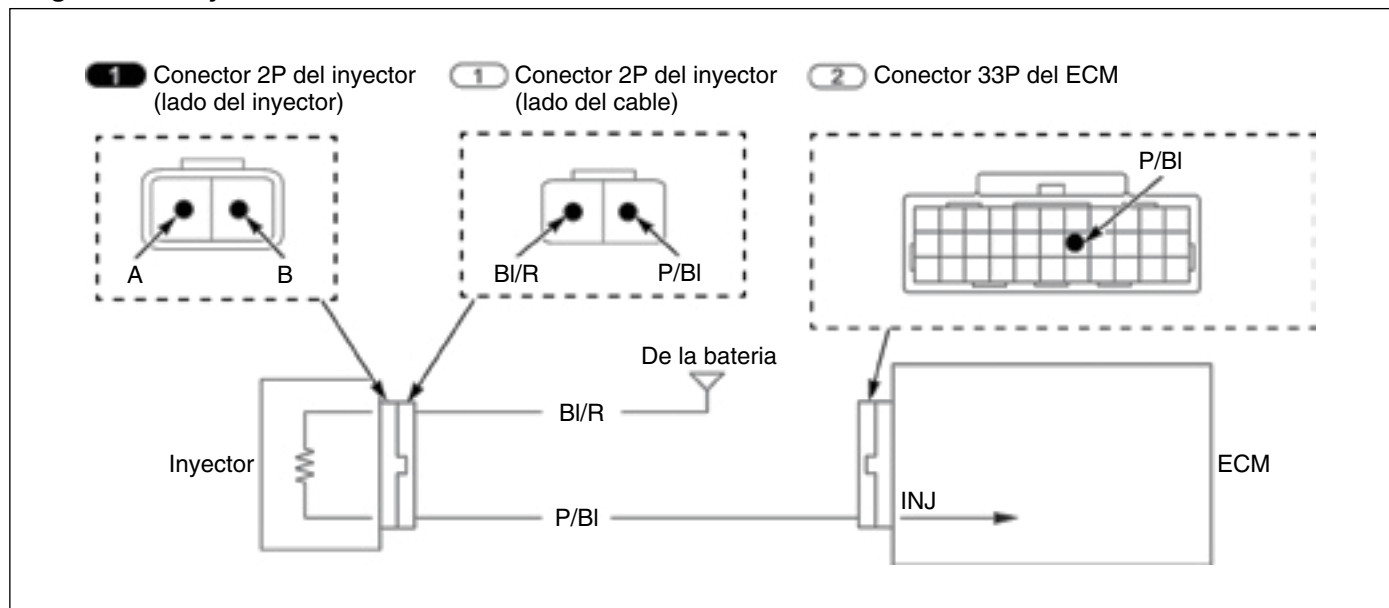 1 Conector 2P del inyector
(lado del inyector)
1 Conector 2P del inyector
(lado del cable)
2 Conector 33P del ECM
A
B
Bl/R
P/Bl
P/Bl
De la bateria
Bl/R
Inyector
ECM
INJ
P/Bl